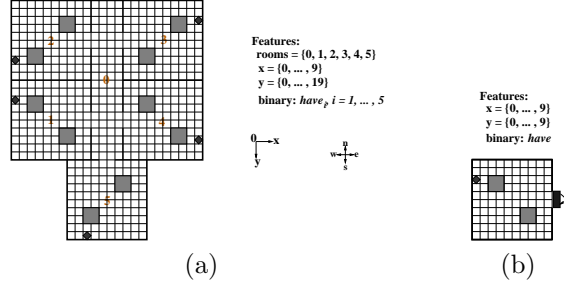 2
3
0
1
4
5
Features:
rooms = {0, 1, 2, 3, 4, 5}
x = {0, ... , 9}
y = {0, ... , 19}
binary: haveᵢ, i = 1, ... , 5
0 x
y
n
w e
s
Features:
x = {0, ... , 9}
y = {0, ... , 9}
binary: have
(a) (b)